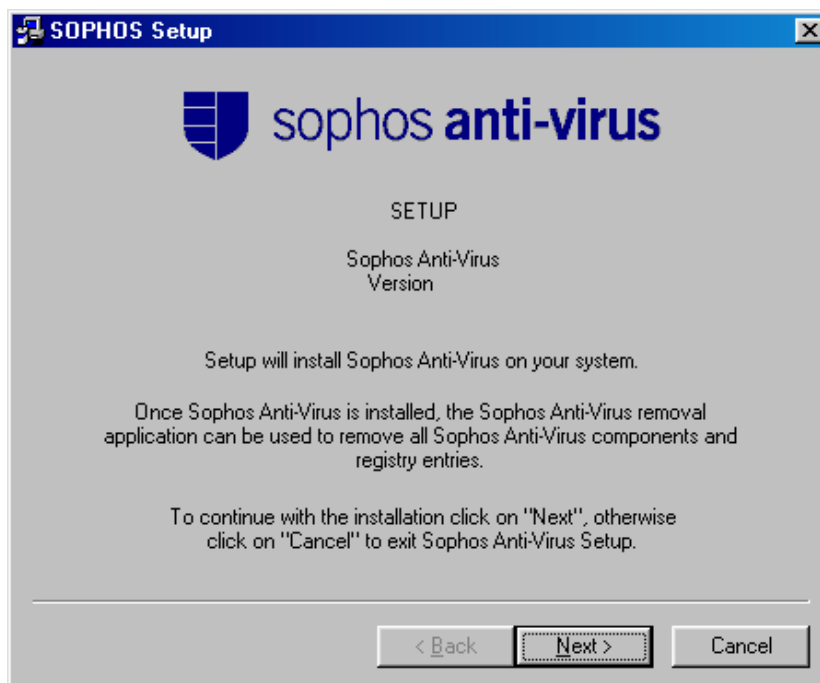 SOPHOS Setup
sophos anti-virus
SETUP
Sophos Anti-Virus
Version
Setup will install Sophos Anti-Virus on your system.
Once Sophos Anti-Virus is installed, the Sophos Anti-Virus removal
application can be used to remove all Sophos Anti-Virus components and
registry entries.
To continue with the installation click on "Next", otherwise
click on "Cancel" to exit Sophos Anti-Virus Setup.
< Back Next > Cancel